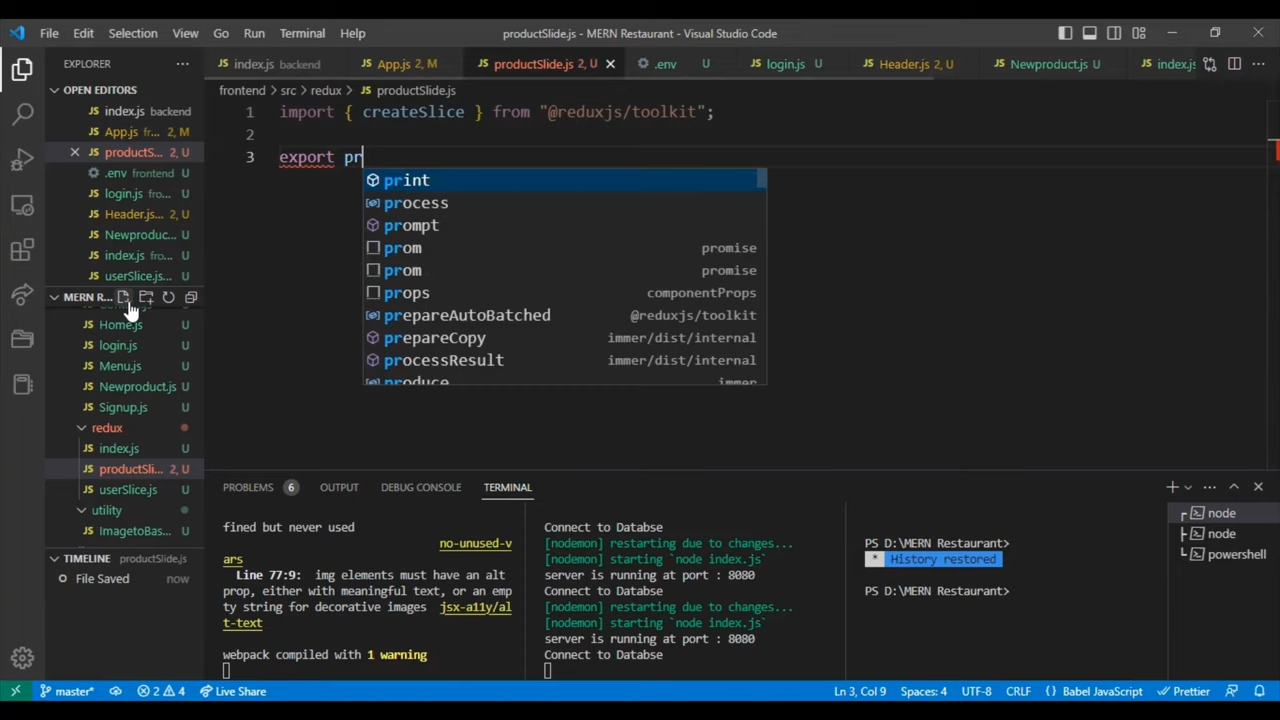 File Edit Selection View Go Run Terminal Help
productSlide.js - MERN Restaurant - Visual Studio Code
EXPLORER
OPEN EDITORS
index.js backend
App.js fr... 2, M
productS... 2, U
.env frontend
login.js fro... U
Header.js... 2, U
Newproduc... U
index.js fro... U
userSlice.js... U
MERN R...
Home.js U
login.js U
Menu.js U
Newproduct.js U
Signup.js U
redux
index.js U
productSli... 2, U
userSlice.js U
utility
ImagetoBas... U
TIMELINE productSlide.js
File Saved now
index.js backend
App.js 2, M
productSlide.js 2, U
.env U
login.js U
Header.js 2, U
Newproduct.js U
index.js
frontend > src > redux > productSlide.js
1 import { createSlice } from "@reduxjs/toolkit";
2
3 export pr
print
process
prompt
prom promise
prom promise
props componentProps
prepareAutoBatched @reduxjs/toolkit
prepareCopy immer/dist/internal
processResult immer/dist/internal
produce immer
PROBLEMS 6 OUTPUT DEBUG CONSOLE TERMINAL
fined but never used
no-unused-v
ars
Line 77:9: img elements must have an alt
prop, either with meaningful text, or an emp
ty string for decorative images jsx-a11y/al
t-text
webpack compiled with 1 warning
Connect to Databse
[nodemon] restarting due to changes...
[nodemon] starting `node index.js`
server is running at port : 8080
Connect to Databse
[nodemon] restarting due to changes...
[nodemon] starting `node index.js`
server is running at port : 8080
Connect to Databse
PS D:\MERN Restaurant>
* History restored
PS D:\MERN Restaurant>
node
node
powershell
master* 2 4 Live Share
Ln 3, Col 9 Spaces: 4 UTF-8 CRLF {} Babel JavaScript Prettier